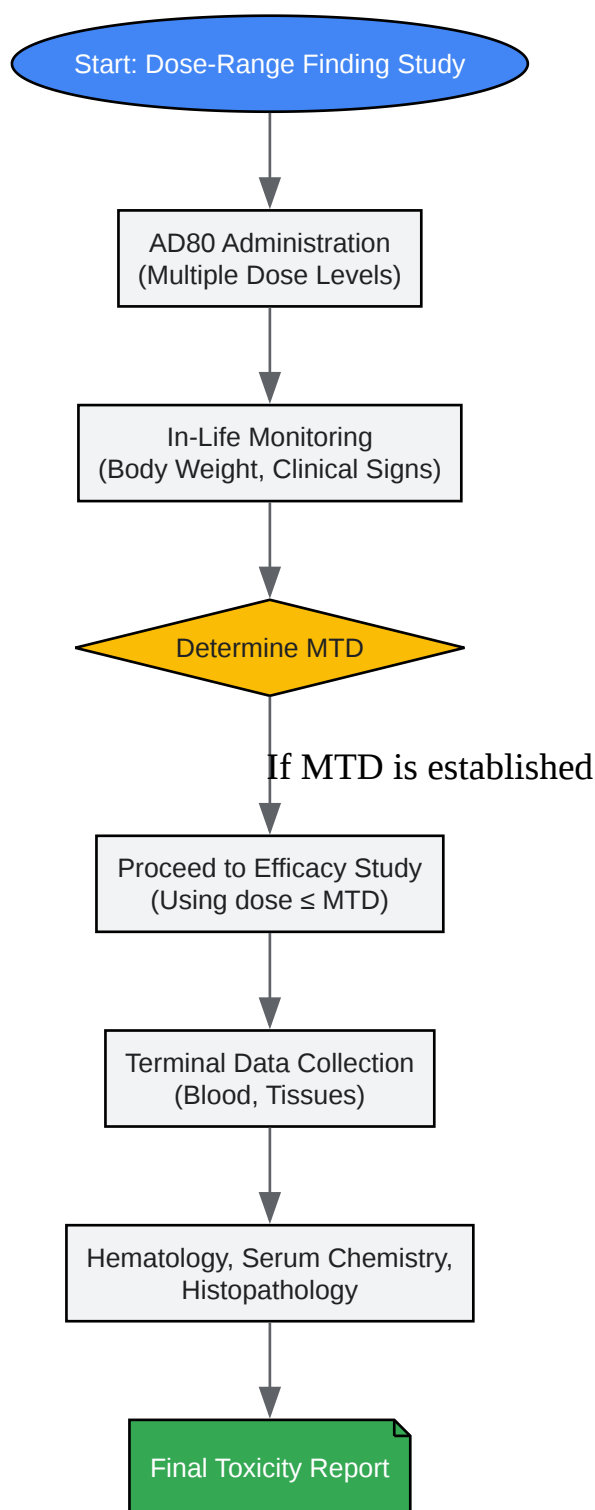 Start: Dose-Range Finding Study
AD80 Administration
(Multiple Dose Levels)
In-Life Monitoring
(Body Weight, Clinical Signs)
Determine MTD
If MTD is established
Proceed to Efficacy Study
(Using dose ≤ MTD)
Terminal Data Collection
(Blood, Tissues)
Hematology, Serum Chemistry,
Histopathology
Final Toxicity Report